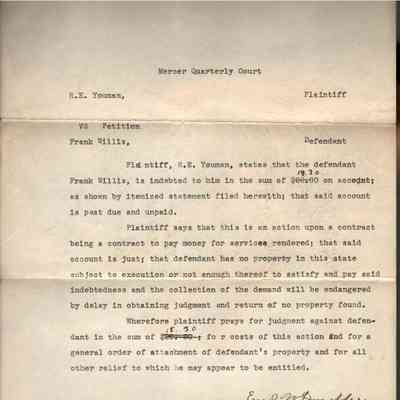 Mercer Quarterly Court
R.E. Youman, Plaintiff
VS Petition
Frank Willis, Defendant
Plaintiff, R.E. Youman, states that the defendant
Frank Willis, is indebted to him in the sum of on account;
as shown by itemized statement filed herewith; that said account
is past due and unpaid.
Plaintiff says that this is an action upon a contract
being a contract to pay money for services rendered; that said
account is just; that defendant has no property in this state
subject to execution or not enough thereof to satisfy and pay said
indebtedness and the collection of the demand will be endangered
by delay in obtaining judgment and return of no property found.
Wherefore plaintiff prays for judgment against defen-
dant in the sum of ; for costs of this action and for a
general order of attachment of defendant's property and for all
other relief to which he may appear to be entitled.